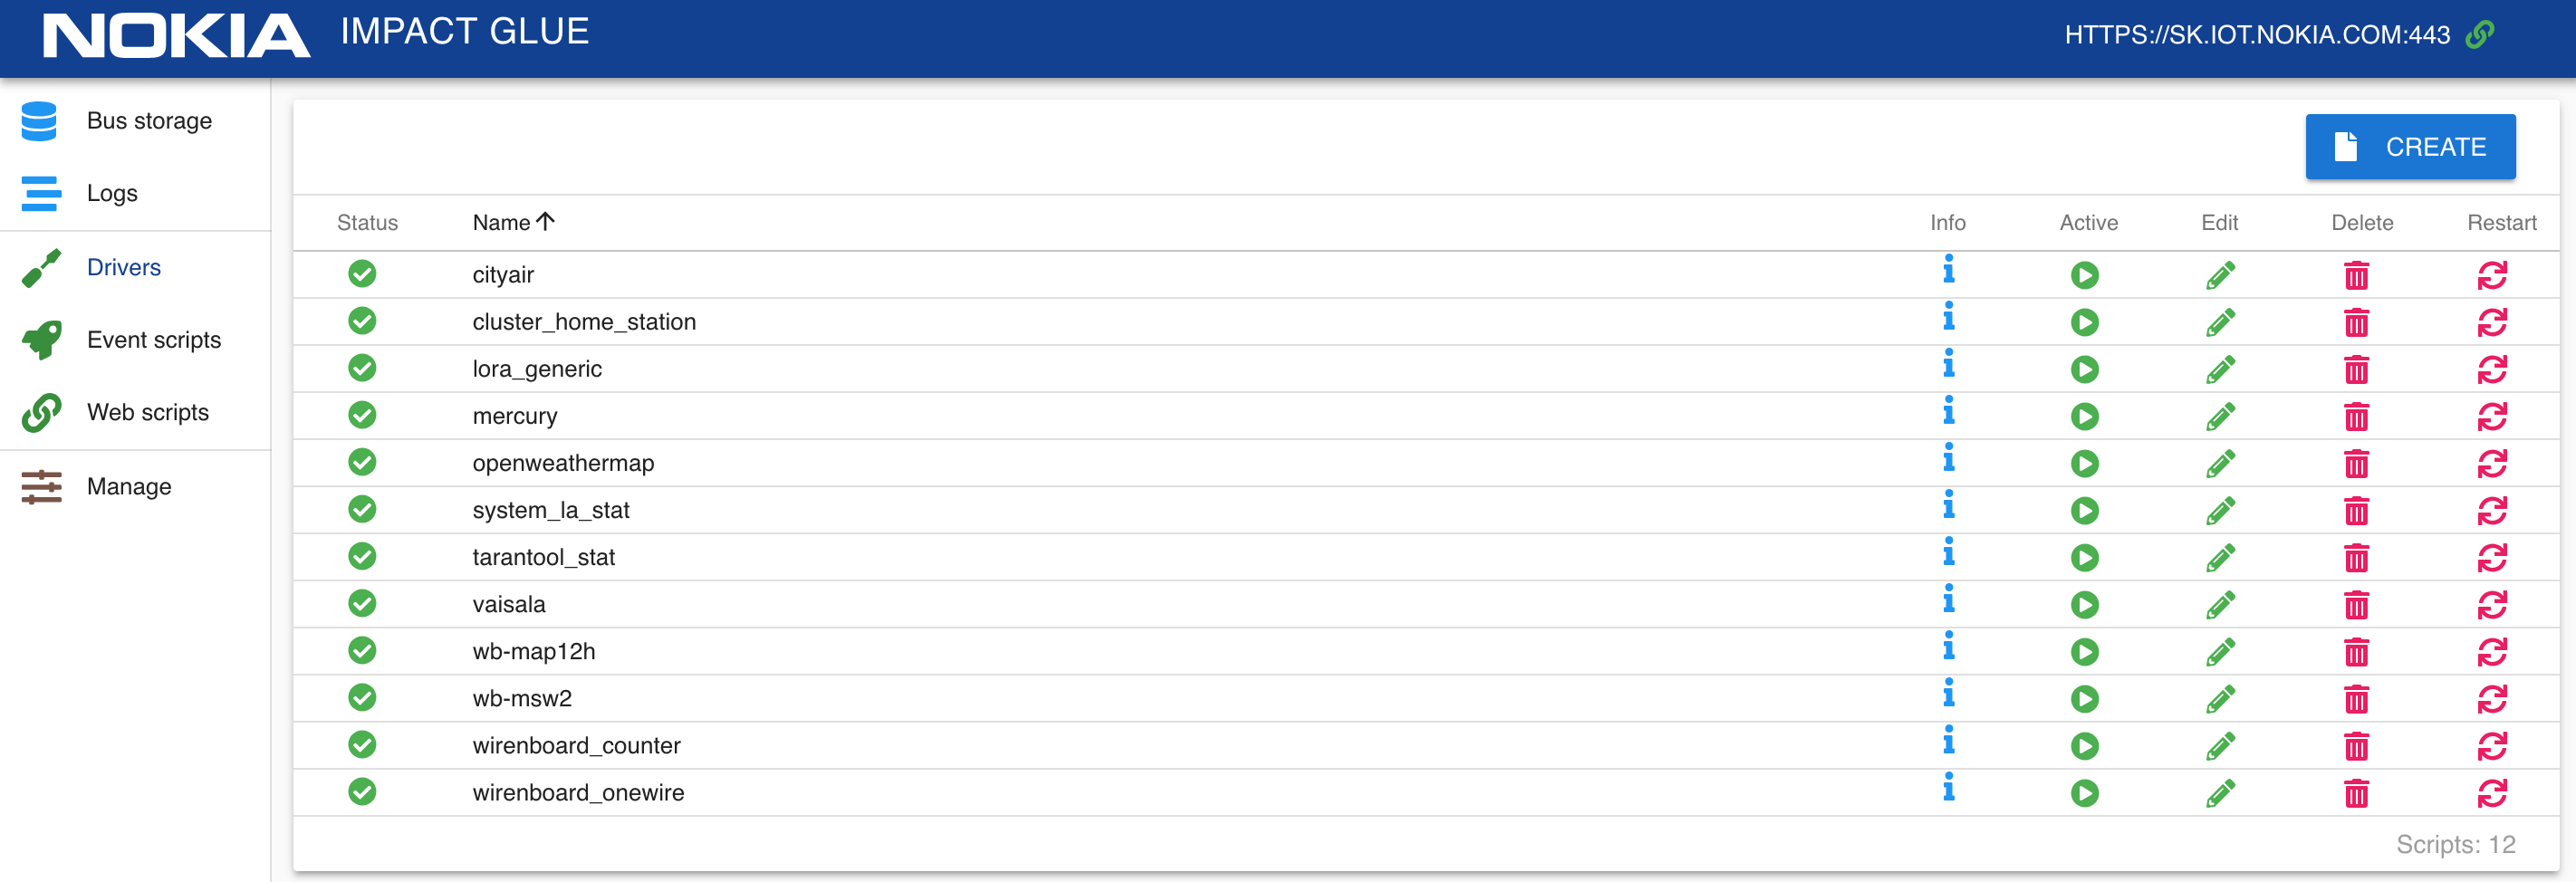 NOKIA IMPACT GLUE HTTPS://SK.IOT.NOKIA.COM:443
Bus storage
Logs
Drivers
Event scripts
Web scripts
Manage
CREATE
Status Name Info Active Edit Delete Restart
cityair
cluster_home_station
lora_generic
mercury
openweathermap
system_la_stat
tarantool_stat
vaisala
wb-map12h
wb-msw2
wirenboard_counter
wirenboard_onewire
Scripts: 12